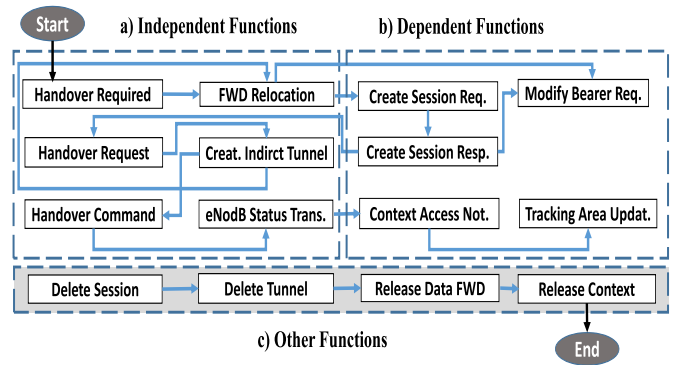 Start
a) Independent Functions
b) Dependent Functions
Handover Required
FWD Relocation
Create Session Req.
Modify Bearer Req.
Handover Request
Creat. Indirct Tunnel
Create Session Resp.
Handover Command
eNodB Status Trans.
Context Access Not.
Tracking Area Updat.
Delete Session
Delete Tunnel
Release Data FWD
Release Context
c) Other Functions
End